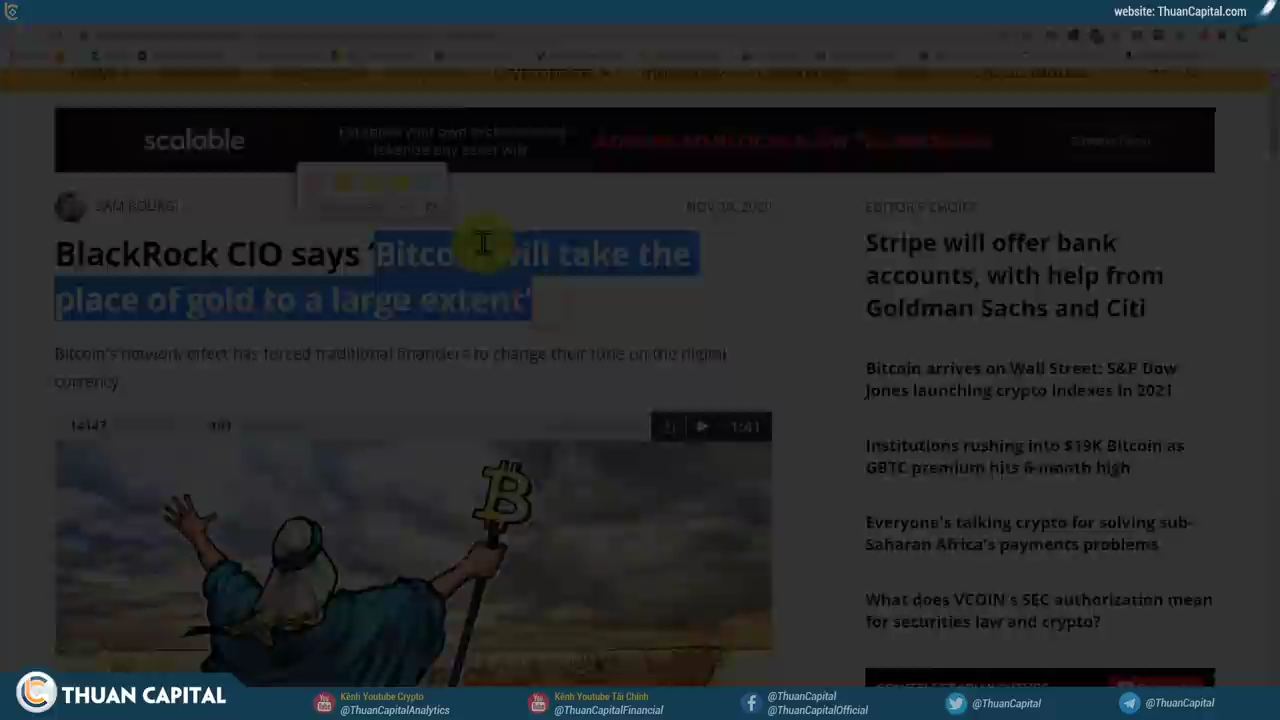 website: ThuanCapital.com
scalable
SAM BOURGI
EDITOR'S CHOICE
BlackRock CIO says ‘Bitcoin will take the
place of gold to a large extent’
Bitcoin's network effect has forced traditional financiers to change their tune on the digital
currency.
14147
1:41
Stripe will offer bank
accounts, with help from
Goldman Sachs and Citi
Bitcoin arrives on Wall Street: S&P Dow
Jones launching crypto indexes in 2021
Institutions rushing into $19K Bitcoin as
GBTC premium hits 6-month high
Everyone's talking crypto for solving sub-
Saharan Africa's payments problems
What does VCOIN's SEC authorization mean
for securities law and crypto?
THUAN CAPITAL
Kênh Youtube Crypto
@ThuanCapitalAnalytics
Kênh Youtube Tài Chính
@ThuanCapitalFinancial
@ThuanCapital
@ThuanCapitalOfficial
@ThuanCapital
@ThuanCapital